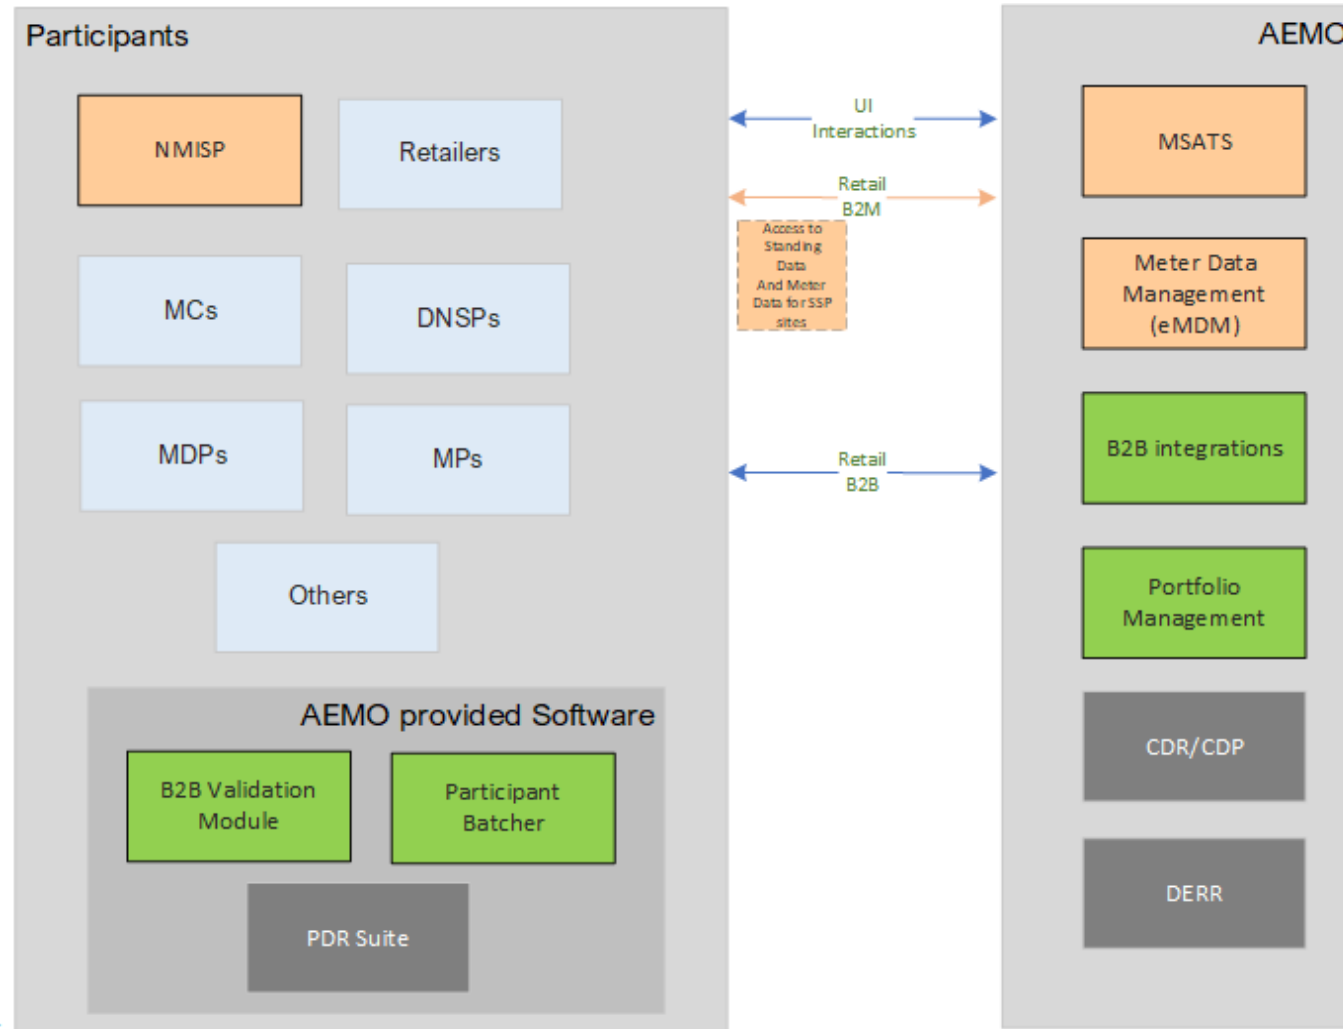 Participants
AEMO
NMISP
Retailers
UI
Interactions
MSATS
Retail
B2M
Access to
Standing
Data
And Meter
Data for SSP
sites
MCs
DNSPs
Meter Data
Management
(eMDM)
MDPs
MPs
Retail
B2B
B2B integrations
Others
Portfolio
Management
AEMO provided Software
B2B Validation
Module
Participant
Batcher
CDR/CDP
PDR Suite
DERR